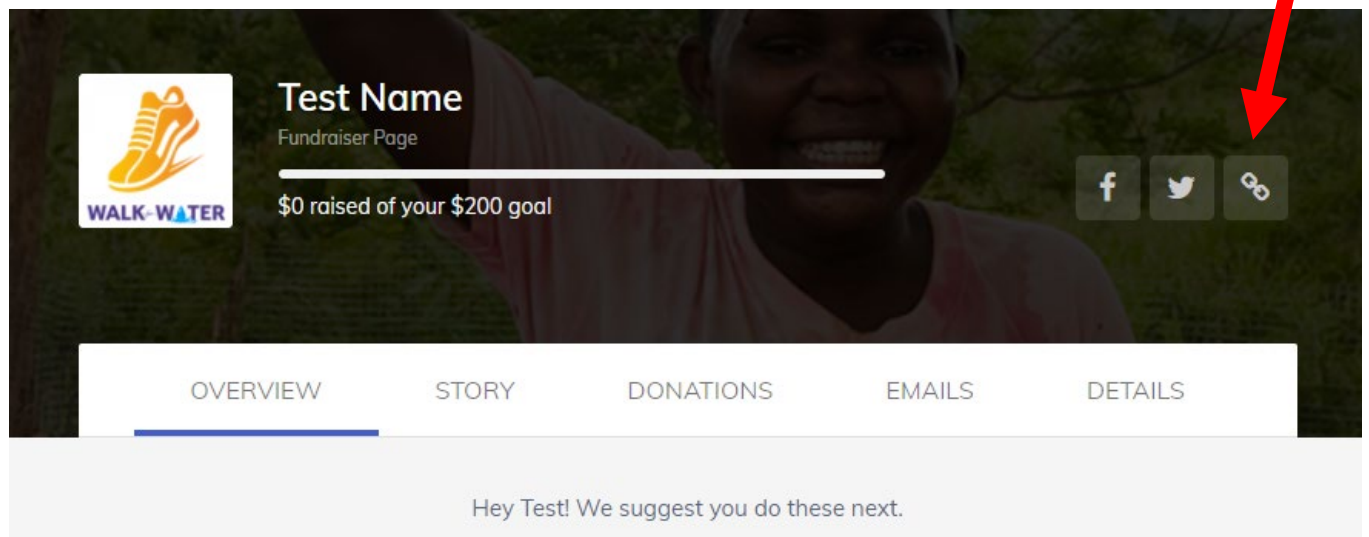 Test Name
Fundraiser Page
WALK-WATER
$0 raised of your $200 goal
OVERVIEW STORY DONATIONS EMAILS DETAILS
Hey Test! We suggest you do these next.